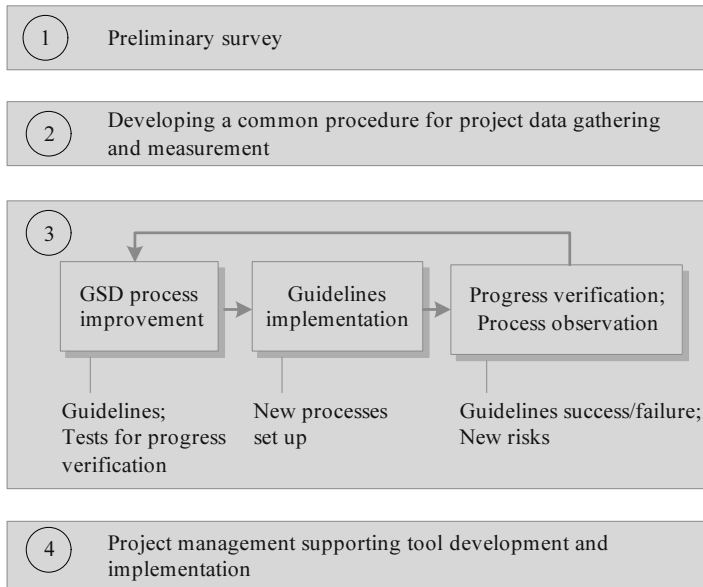 1
Preliminary survey
2
Developing a common procedure for project data gathering
and measurement
3
GSD process
improvement
Guidelines
implementation
Progress verification;
Process observation
Guidelines;
Tests for progress
verification
New processes
set up
Guidelines success/failure;
New risks
4
Project management supporting tool development and
implementation